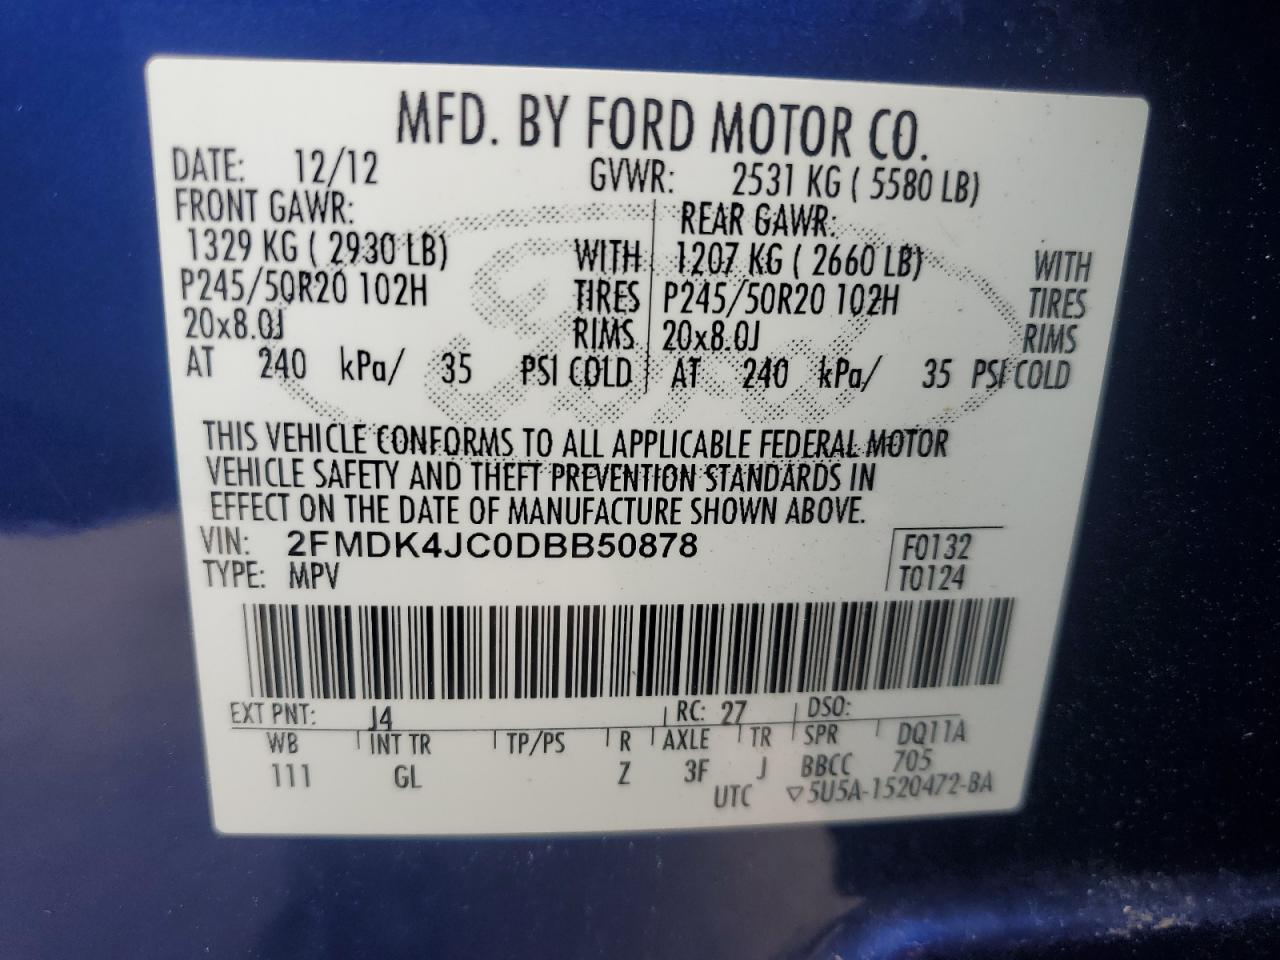 MFD. BY FORD MOTOR CO.
DATE: 12/12 GVWR: 2531 KG ( 5580 LB)
FRONT GAWR: REAR GAWR:
1329 KG ( 2930 LB) WITH 1207 KG ( 2660 LB) WITH
P245/50R20 102H TIRES P245/50R20 102H TIRES
20x8.0J RIMS 20x8.0J RIMS
AT 240 kPa/ 35 PSI COLD AT 240 kPa/ 35 PSI COLD
THIS VEHICLE CONFORMS TO ALL APPLICABLE FEDERAL MOTOR
VEHICLE SAFETY AND THEFT PREVENTION STANDARDS IN
EFFECT ON THE DATE OF MANUFACTURE SHOWN ABOVE.
VIN: 2FMDK4JC0DBB50878 F0132
TYPE: MPV T0124
EXT PNT: J4 RC: 27 DSO:
WB INT TR TP/PS R AXLE TR SPR DQ11A
111 GL Z 3F J BBCC 705
UTC ▽5U5A-1520472-BA